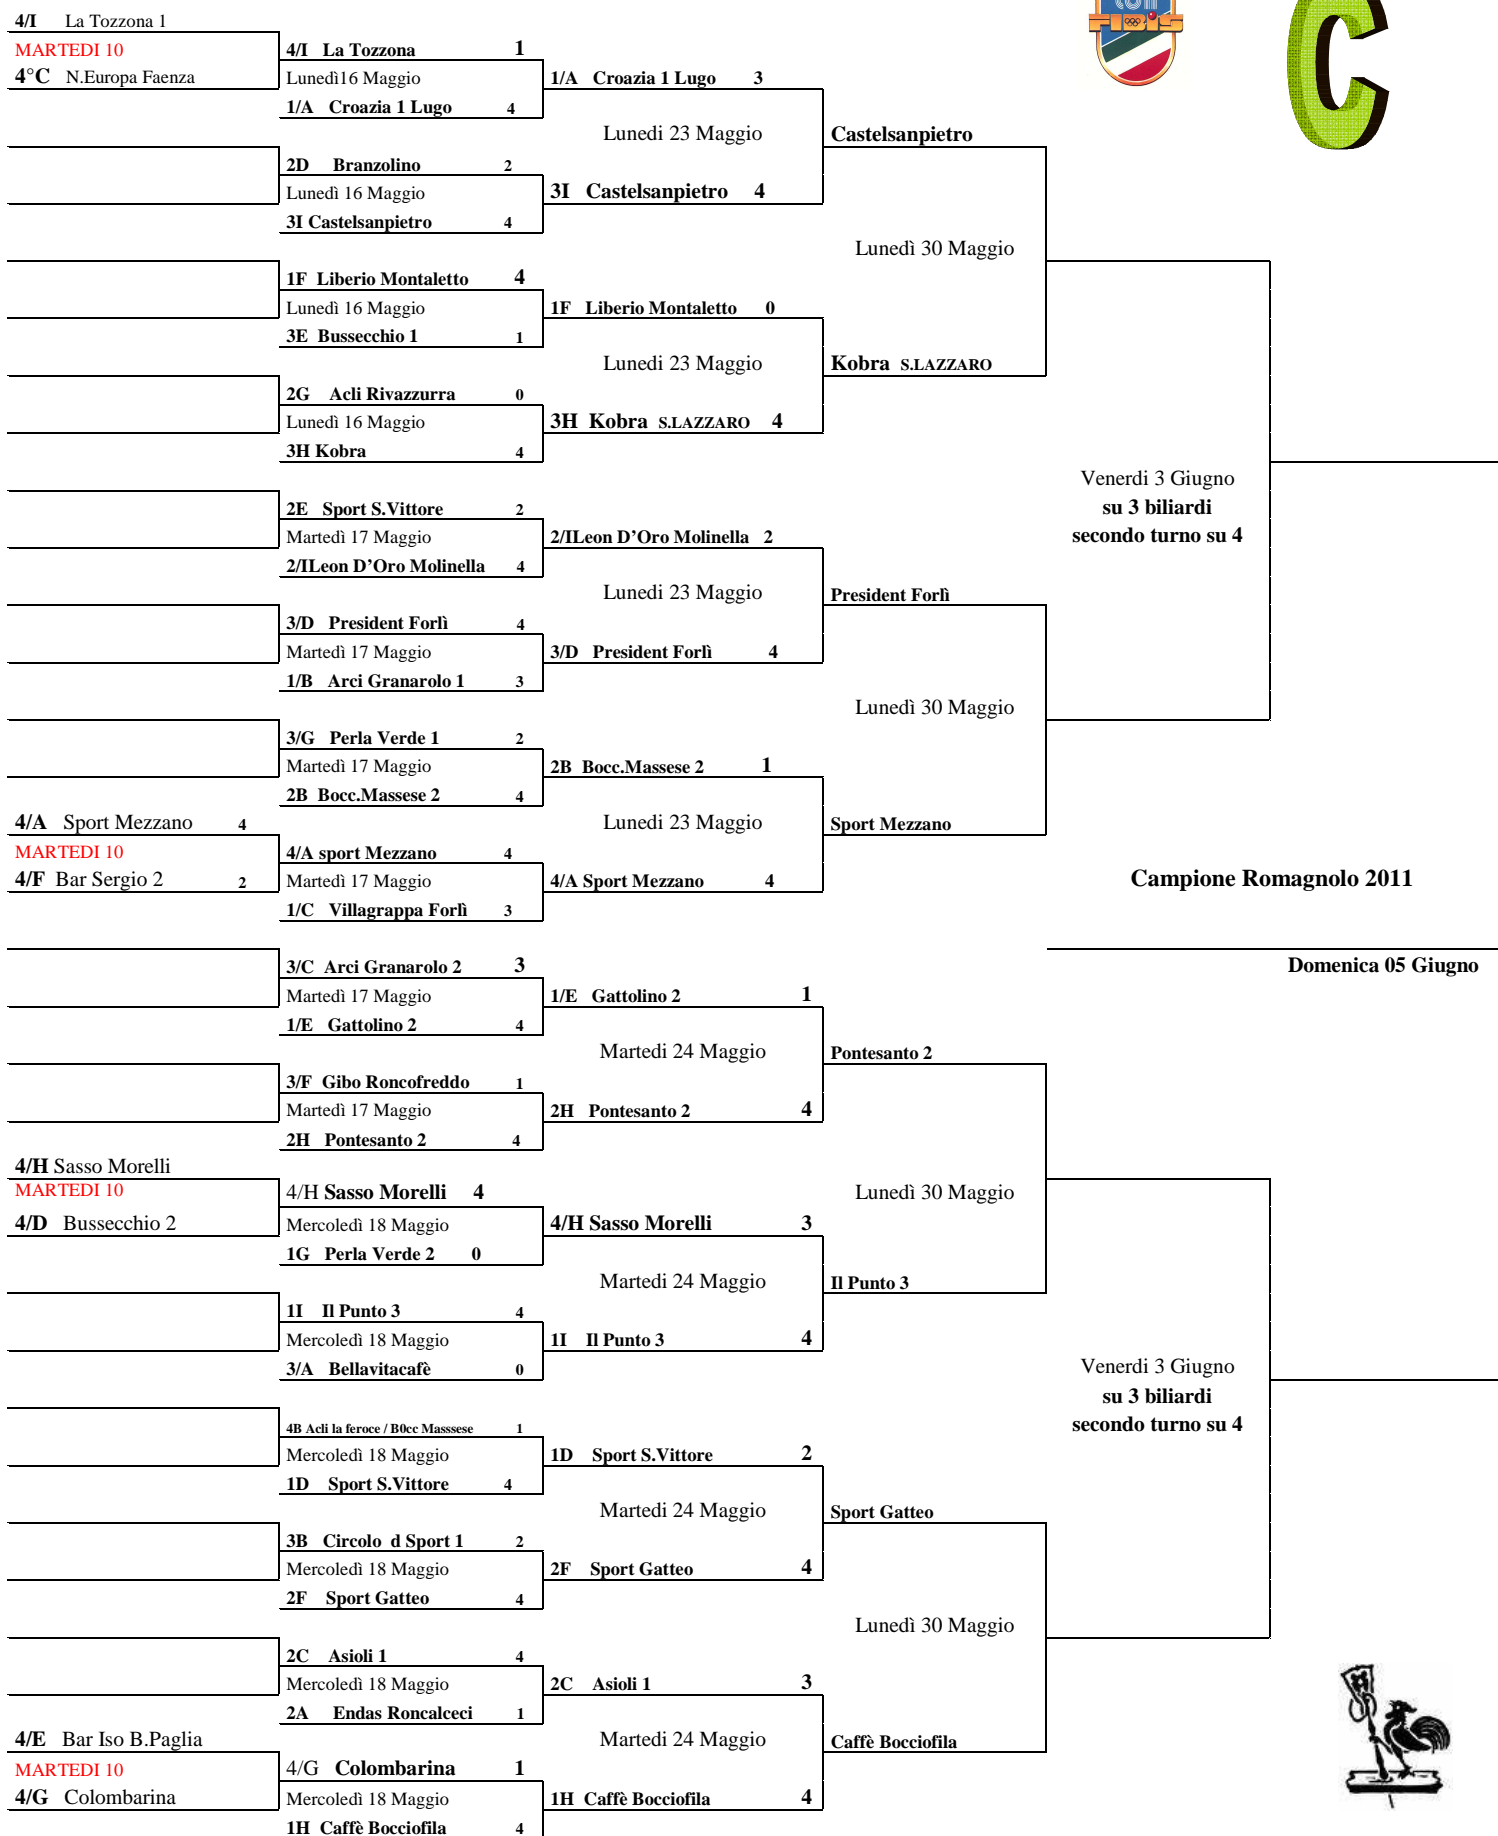 4/I La Tozzona 1
MARTEDI 10
4°C N.Europa Faenza
4/I La Tozzona 1
Lunedì16 Maggio
1/A Croazia 1 Lugo 4
1/A Croazia 1 Lugo 3
Lunedi 23 Maggio
Castelsanpietro
2D Branzolino 2
Lunedì 16 Maggio
3I Castelsanpietro 4
3I Castelsanpietro 4
Lunedì 30 Maggio
1F Liberio Montaletto 4
Lunedì 16 Maggio
3E Bussecchio 1 1
1F Liberio Montaletto 0
Lunedi 23 Maggio
Kobra S.LAZZARO
2G Acli Rivazzurra 0
Lunedì 16 Maggio
3H Kobra 4
3H Kobra S.LAZZARO 4
Venerdi 3 Giugno
su 3 biliardi
secondo turno su 4
2E Sport S.Vittore 2
Martedì 17 Maggio
2/ILeon D'Oro Molinella 4
2/ILeon D'Oro Molinella 2
Lunedi 23 Maggio
President Forlì
3/D President Forlì 4
Martedì 17 Maggio
1/B Arci Granarolo 1 3
3/D President Forlì 4
Lunedì 30 Maggio
3/G Perla Verde 1 2
Martedì 17 Maggio
2B Bocc.Massese 2 4
2B Bocc.Massese 2 1
Lunedi 23 Maggio
Sport Mezzano
4/A Sport Mezzano 4
MARTEDI 10
4/F Bar Sergio 2 2
4/A sport Mezzano 4
Martedì 17 Maggio
1/C Villagrappa Forlì 3
4/A Sport Mezzano 4
Campione Romagnolo 2011
Domenica 05 Giugno
3/C Arci Granarolo 2 3
Martedì 17 Maggio
1/E Gattolino 2 4
1/E Gattolino 2 1
Martedi 24 Maggio
Pontesanto 2
3/F Gibo Roncofreddo 1
Martedì 17 Maggio
2H Pontesanto 2 4
2H Pontesanto 2 4
Lunedì 30 Maggio
4/H Sasso Morelli
MARTEDI 10
4/D Bussecchio 2
4/H Sasso Morelli 4
Mercoledì 18 Maggio
1G Perla Verde 2 0
4/H Sasso Morelli 3
Martedi 24 Maggio
Il Punto 3
1I Il Punto 3 4
Mercoledì 18 Maggio
3/A Bellavitacafè 0
1I Il Punto 3 4
Venerdi 3 Giugno
su 3 biliardi
secondo turno su 4
4B Acli la feroce / B0cc Masssese 1
Mercoledì 18 Maggio
1D Sport S.Vittore 4
1D Sport S.Vittore 2
Martedi 24 Maggio
Sport Gatteo
3B Circolo d Sport 1 2
Mercoledì 18 Maggio
2F Sport Gatteo 4
2F Sport Gatteo 4
Lunedì 30 Maggio
2C Asioli 1 4
Mercoledì 18 Maggio
2A Endas Roncalceci 1
2C Asioli 1 3
Martedi 24 Maggio
Caffè Bocciofila
4/E Bar Iso B.Paglia
MARTEDI 10
4/G Colombarina
4/G Colombarina 1
Mercoledì 18 Maggio
1H Caffè Bocciofila 4
1H Caffè Bocciofila 4
FIBIS
C